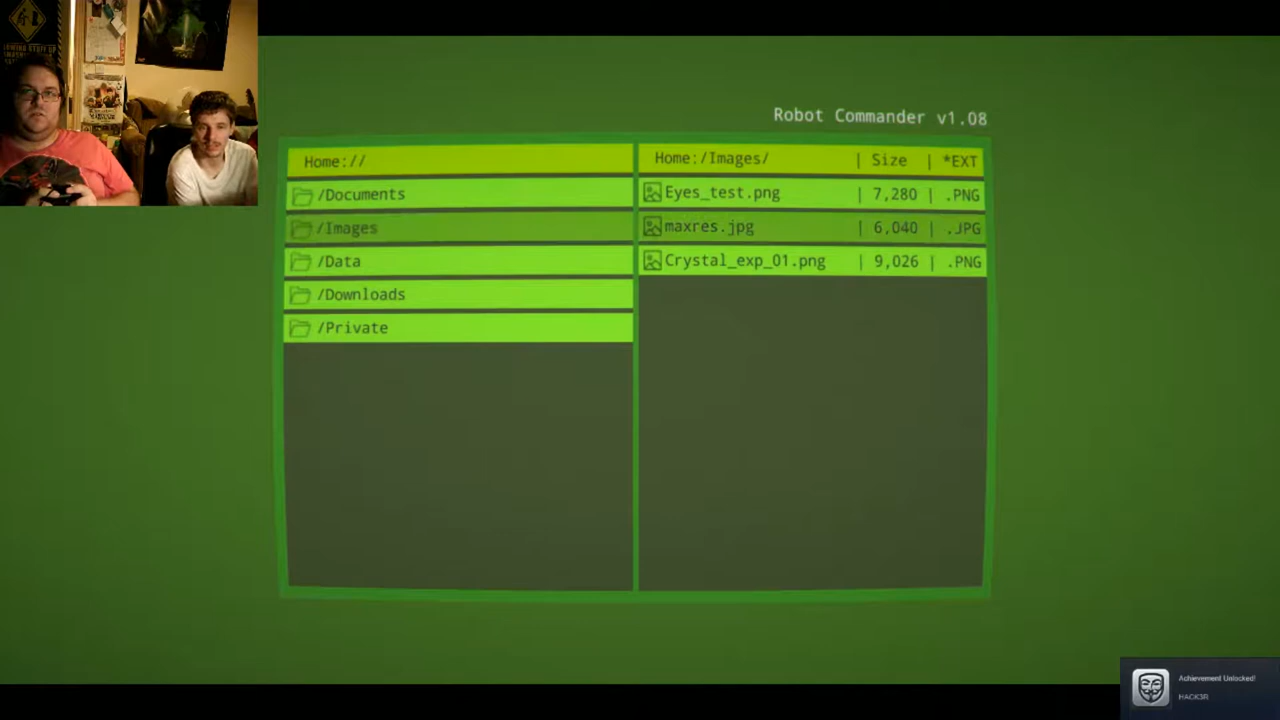 Robot Commander v1.08
Home://
/Documents
/Images
/Data
/Downloads
/Private
Home:/Images/ | Size | *EXT
Eyes_test.png | 7,280 | .PNG
maxres.jpg | 6,040 | .JPG
Crystal_exp_01.png | 9,026 | .PNG
Achievement Unlocked!
HACK3R